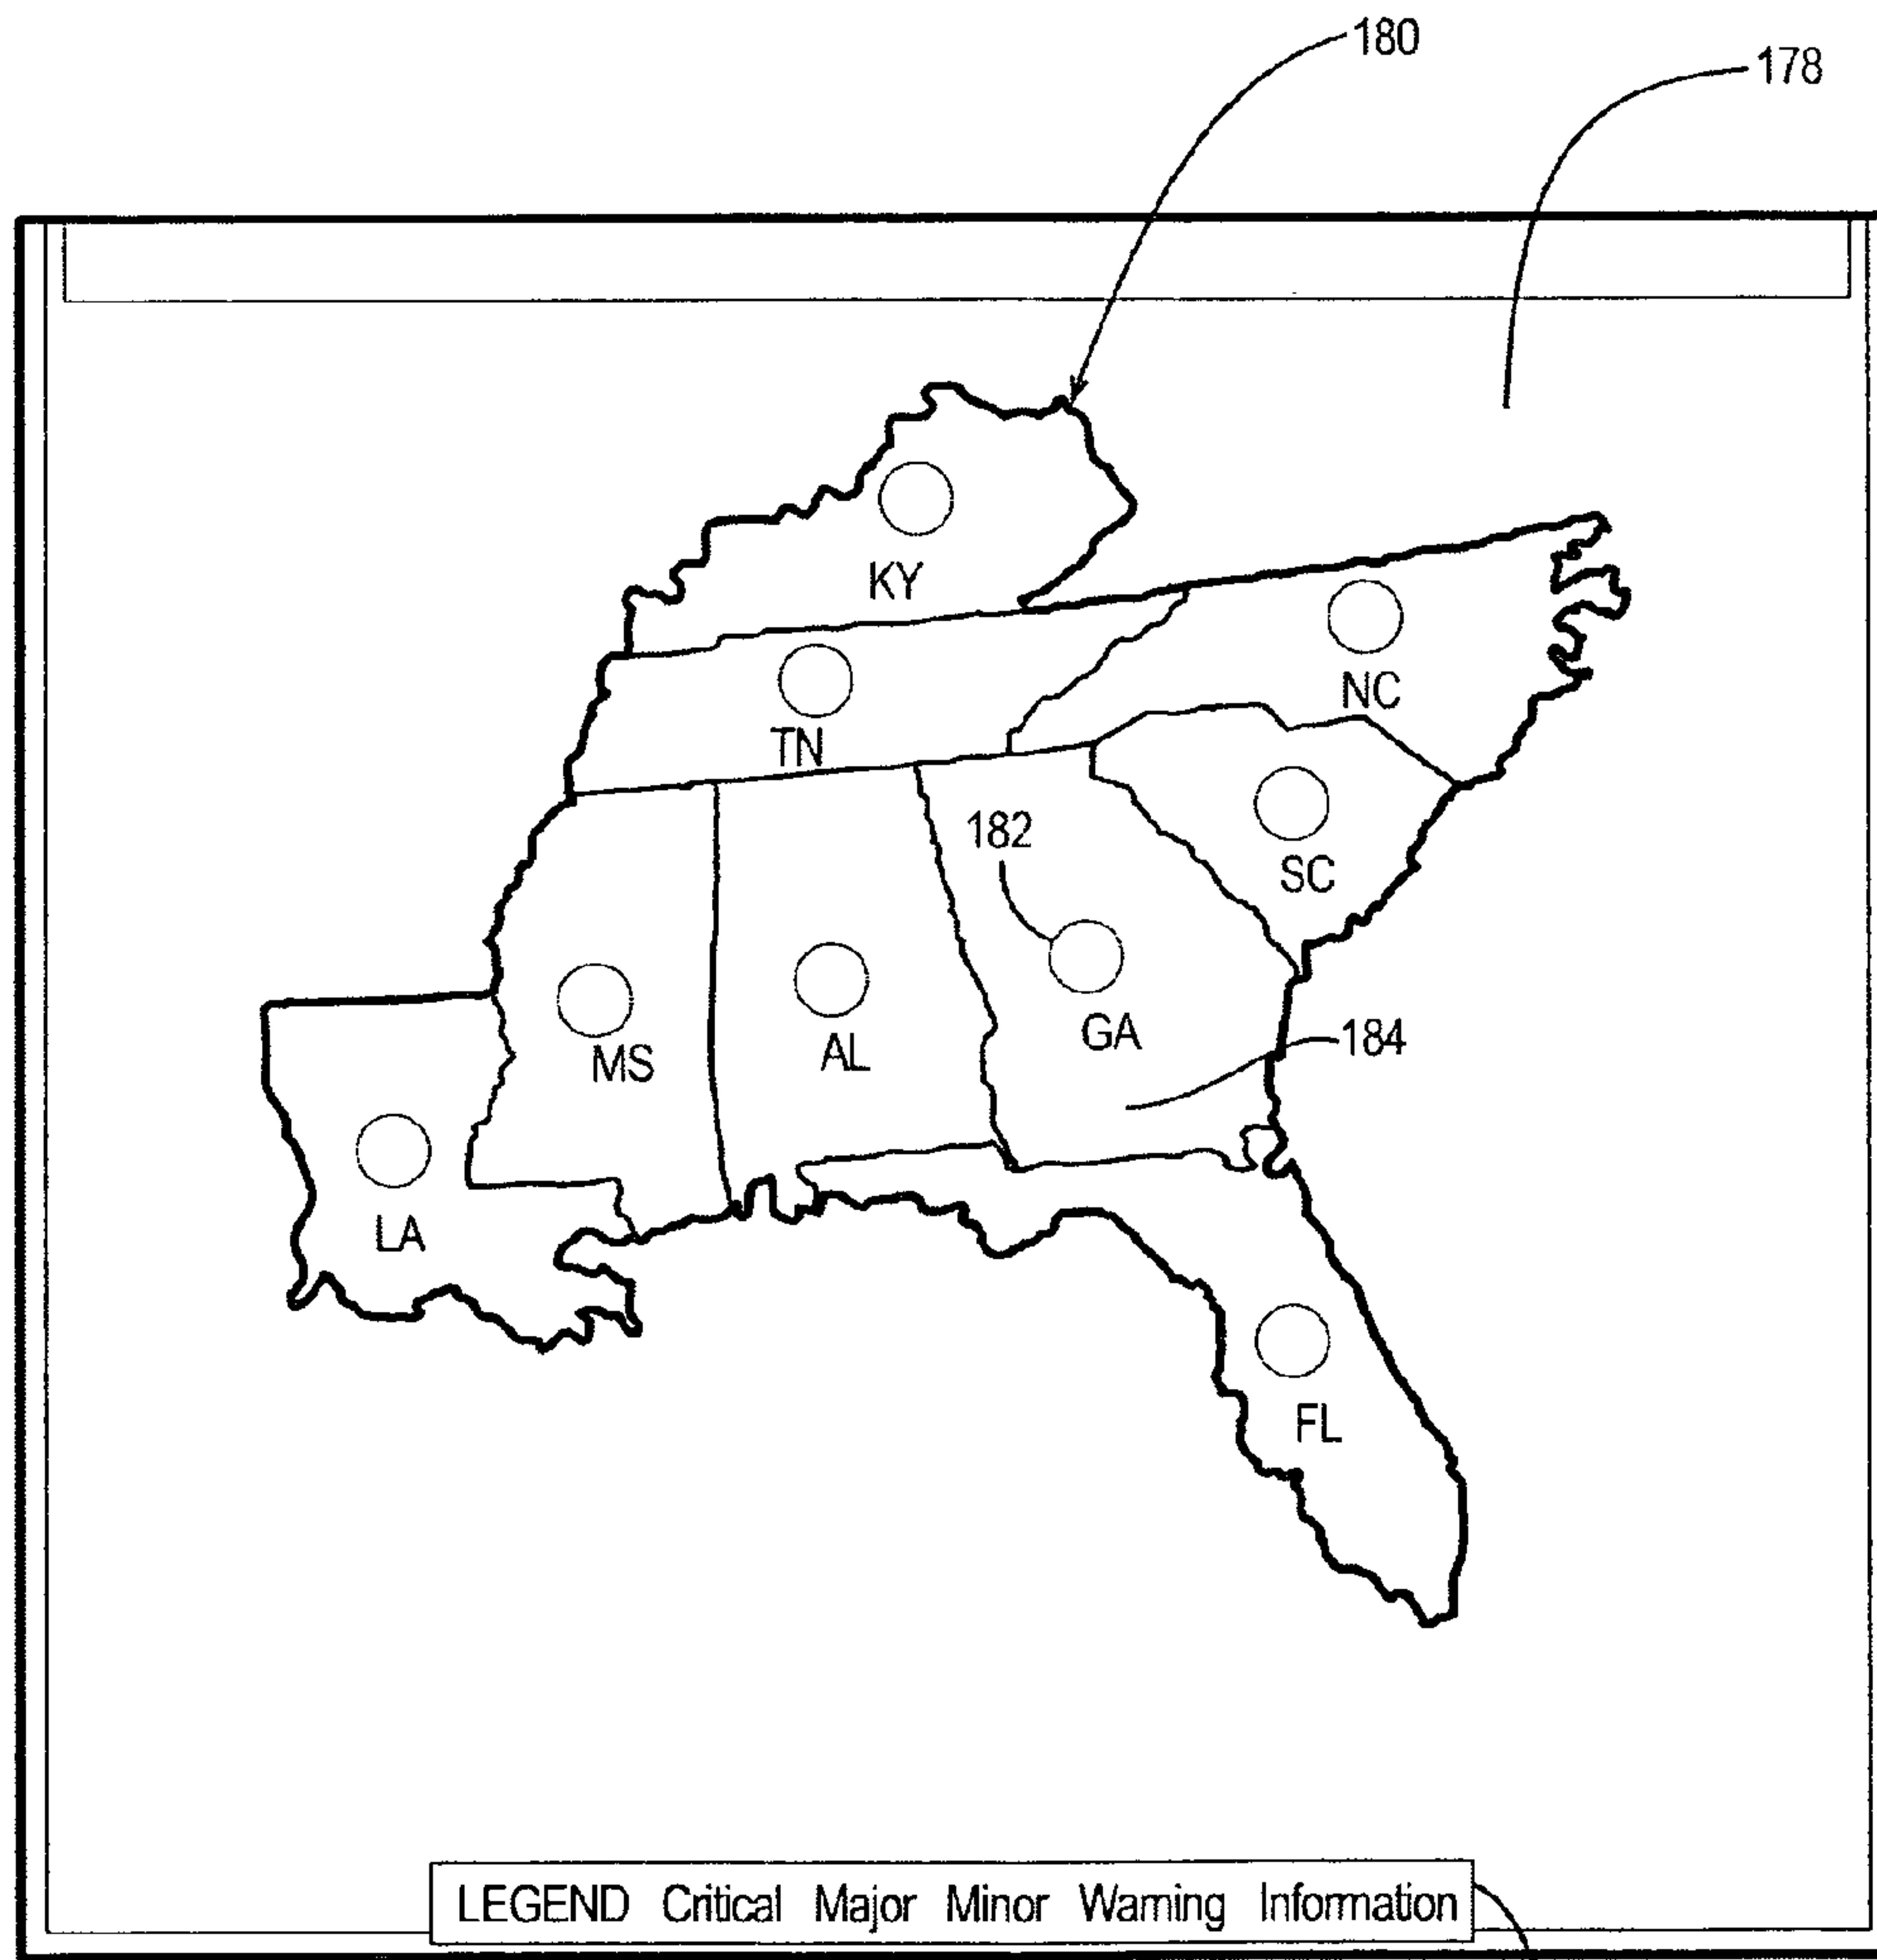 180
178
KY
NC
TN
182
SC
GA
184
MS
AL
LA
FL
LEGEND Critical Major Minor Warning Information